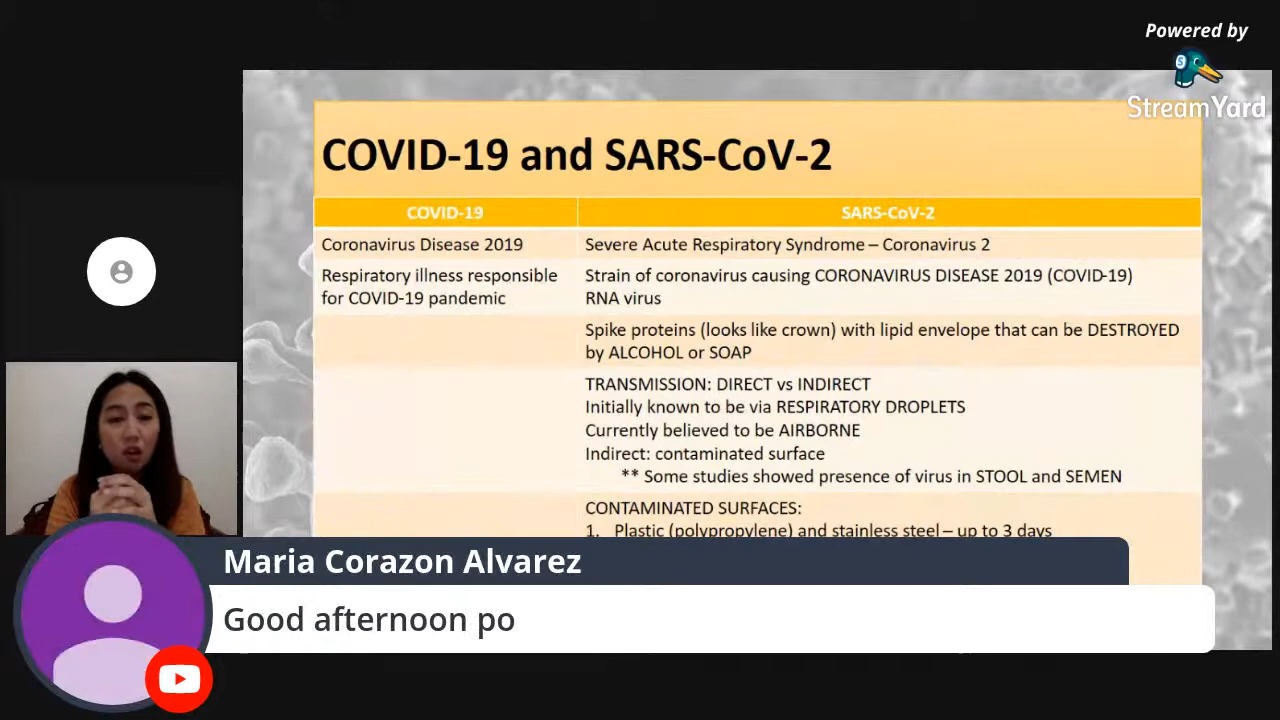 Powered by
StreamYard
COVID-19 and SARS-CoV-2
COVID-19
SARS-CoV-2
Coronavirus Disease 2019
Severe Acute Respiratory Syndrome – Coronavirus 2
Respiratory illness responsible
for COVID-19 pandemic
Strain of coronavirus causing CORONAVIRUS DISEASE 2019 (COVID-19)
RNA virus
Spike proteins (looks like crown) with lipid envelope that can be DESTROYED
by ALCOHOL or SOAP
TRANSMISSION: DIRECT vs INDIRECT
Initially known to be via RESPIRATORY DROPLETS
Currently believed to be AIRBORNE
Indirect: contaminated surface
** Some studies showed presence of virus in STOOL and SEMEN
CONTAMINATED SURFACES:
1. Plastic (polypropylene) and stainless steel – up to 3 days
Maria Corazon Alvarez
Good afternoon po